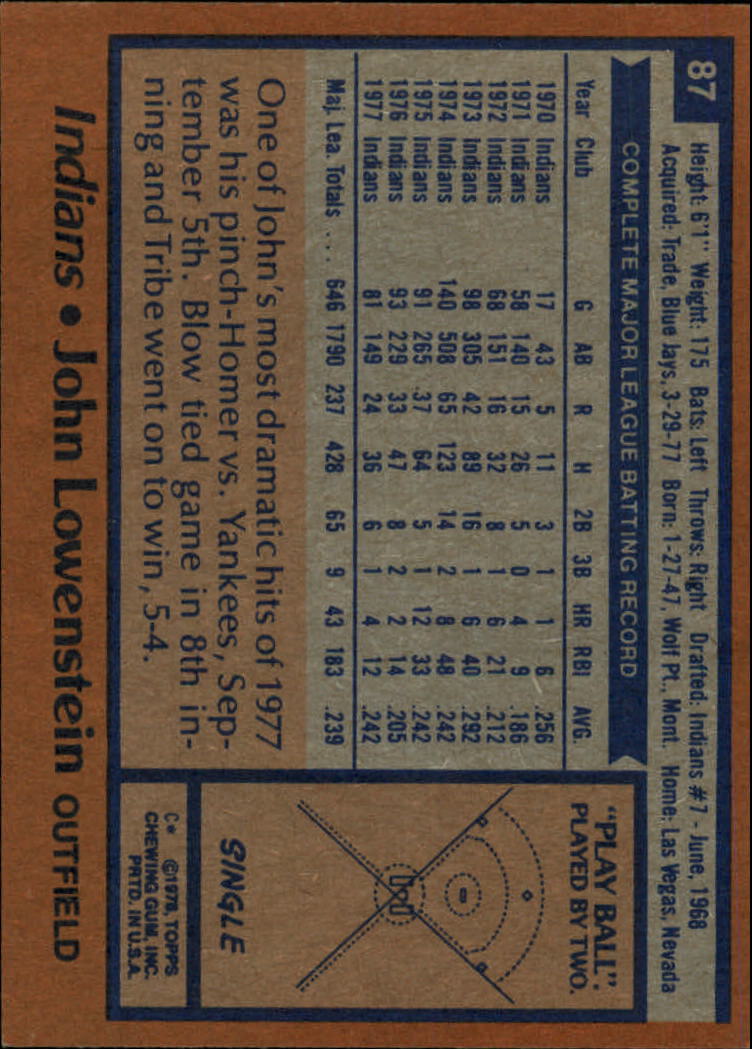 87
Height: 6'1" Weight: 175 Bats: Left Throws: Right Drafted: Indians #7 - June, 1968
Acquired: Trade, Blue Jays, 3-29-77 Born: 1-27-47, Wolf Pt., Mont. Home: Las Vegas, Nevada
COMPLETE MAJOR LEAGUE BATTING RECORD
Year Club G AB R H 2B 3B HR RBI AVG.
1970 Indians 17 43 5 11 3 1 1 6 .256
1971 Indians 58 140 15 26 5 0 4 9 .186
1972 Indians 68 151 16 32 8 1 6 21 .212
1973 Indians 98 305 42 89 16 1 6 40 .292
1974 Indians 140 508 65 123 14 2 8 48 .242
1975 Indians 91 265 37 64 5 1 12 33 .242
1976 Indians 93 229 33 47 8 2 2 14 .205
1977 Indians 81 149 24 36 6 1 4 12 .242
Maj. Lea. Totals ... 646 1790 237 428 65 9 43 183 .239
One of John's most dramatic hits of 1977
was his pinch-Homer vs. Yankees, Sep-
tember 5th. Blow tied game in 8th in-
ning and Tribe went on to win, 5-4.
"PLAY BALL".
PLAYED BY TWO.
SINGLE
C* ©1978, TOPPS
CHEWING GUM, INC.
PRTD. IN U.S.A.
Indians • John Lowenstein OUTFIELD